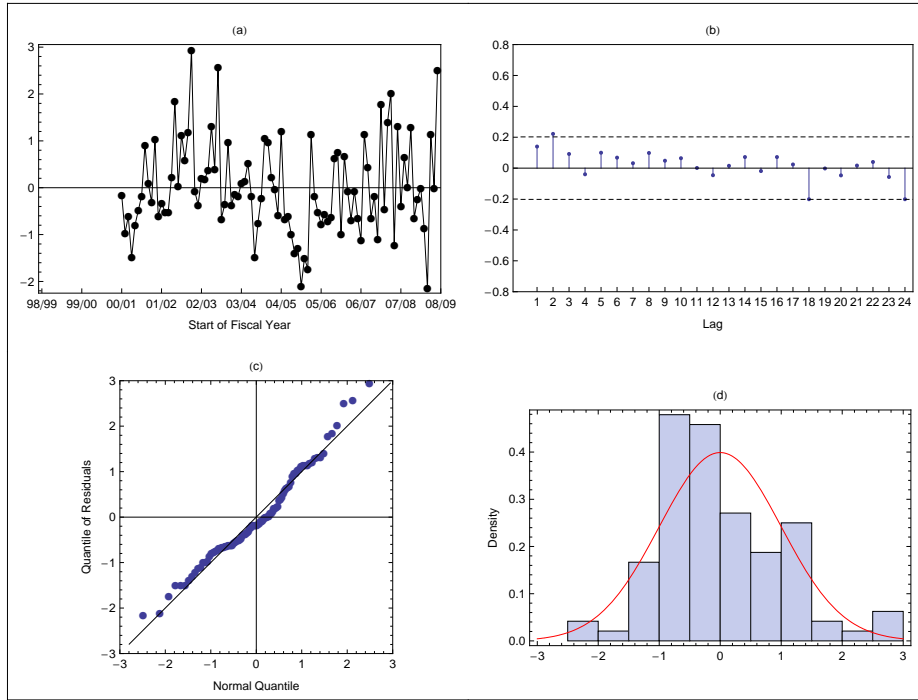 (a)
3
2
1
0
−1
−2
98/99 99/00 00/01 01/02 02/03 03/04 04/05 05/06 06/07 07/08 08/09
Start of Fiscal Year
(b)
0.8
0.6
0.4
0.2
0
−0.2
−0.4
−0.6
−0.8
1 2 3 4 5 6 7 8 9 10 11 12 13 14 15 16 17 18 19 20 21 22 23 24
Lag
(c)
3
2
1
0
−1
−2
−3
−3 −2 −1 0 1 2 3
Quantile of Residuals
Normal Quantile
(d)
0.4
0.3
0.2
0.1
0.0
−3 −2 −1 0 1 2 3
Density